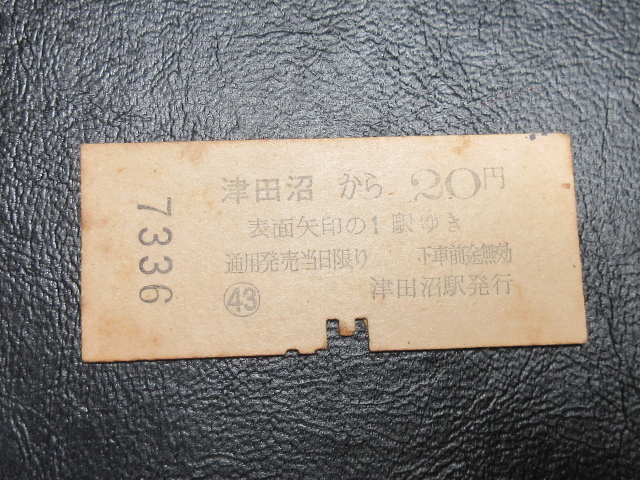 津田沼 から 20円
表面矢印の1駅ゆき
通用発売当日限り 下車前途無効
㊸ 津田沼駅発行
7336